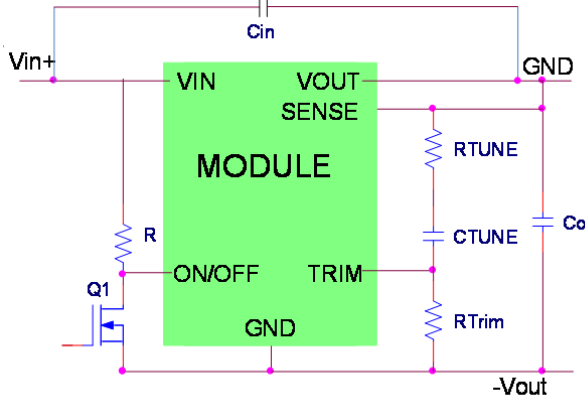 Cin
Vin+
GND
VIN
VOUT
SENSE
MODULE
RTUNE
R
CTUNE
Co
ON/OFF
TRIM
Q1
RTrim
GND
-Vout